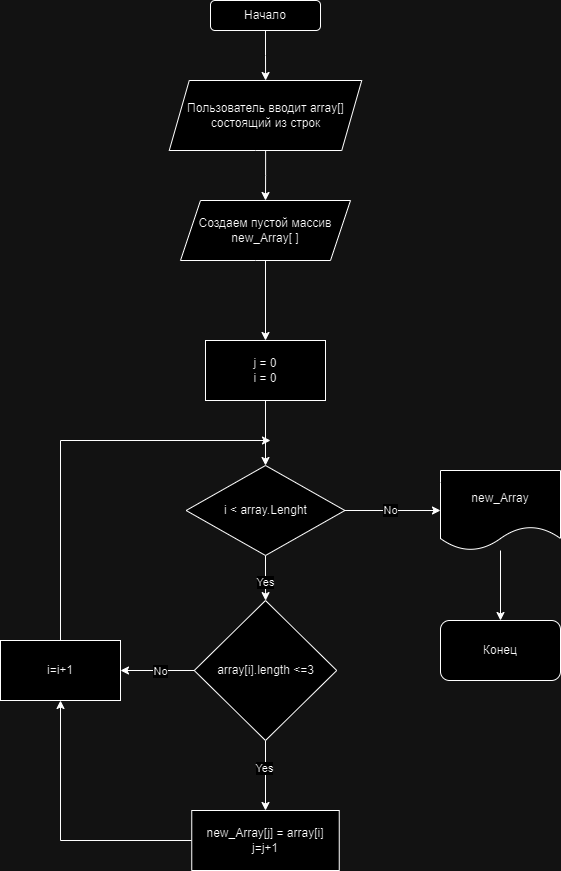 Начало
Пользователь вводит array[]
состоящий из строк
Создаем пустой массив
new_Array[ ]
j = 0
i = 0
i < array.Lenght
No
new_Array
Yes
Конец
i=i+1
No
array[i].length <=3
Yes
new_Array[j] = array[i]
j=j+1